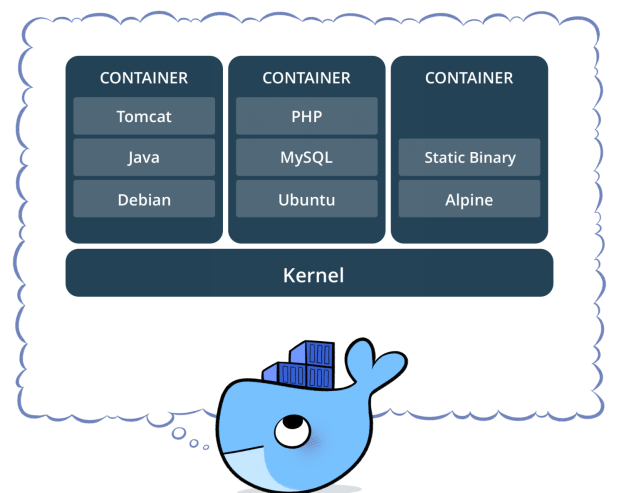 CONTAINER
Tomcat
Java
Debian
CONTAINER
PHP
MySQL
Ubuntu
CONTAINER
Static Binary
Alpine
Kernel